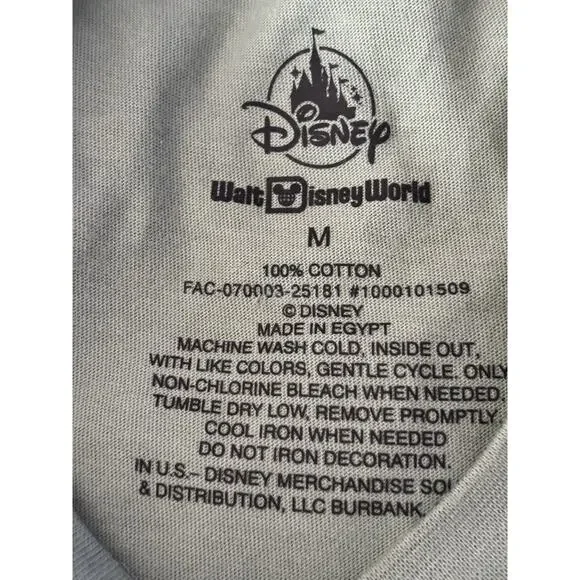 Disney
Walt Disney World
M
100% COTTON
FAC-070003-25181 #1000101509
© DISNEY
MADE IN EGYPT
MACHINE WASH COLD, INSIDE OUT,
WITH LIKE COLORS, GENTLE CYCLE. ONLY
NON-CHLORINE BLEACH WHEN NEEDED.
TUMBLE DRY LOW, REMOVE PROMPTLY.
COOL IRON WHEN NEEDED
DO NOT IRON DECORATION.
IN U.S.– DISNEY MERCHANDISE
& DISTRIBUTION, LLC BURBANK,